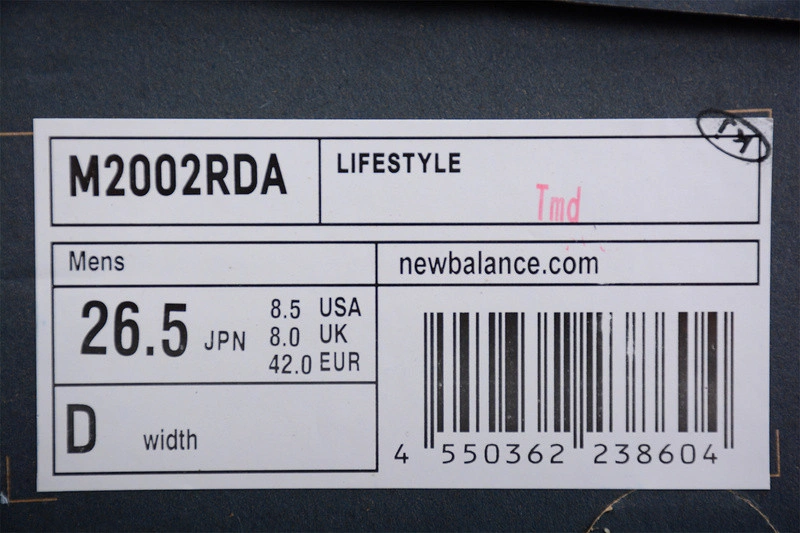 M2002RDA
LIFESTYLE
Tmd
kj
Mens
newbalance.com
26.5 JPN
8.5 USA
8.0 UK
42.0 EUR
D width
4 550362 238604